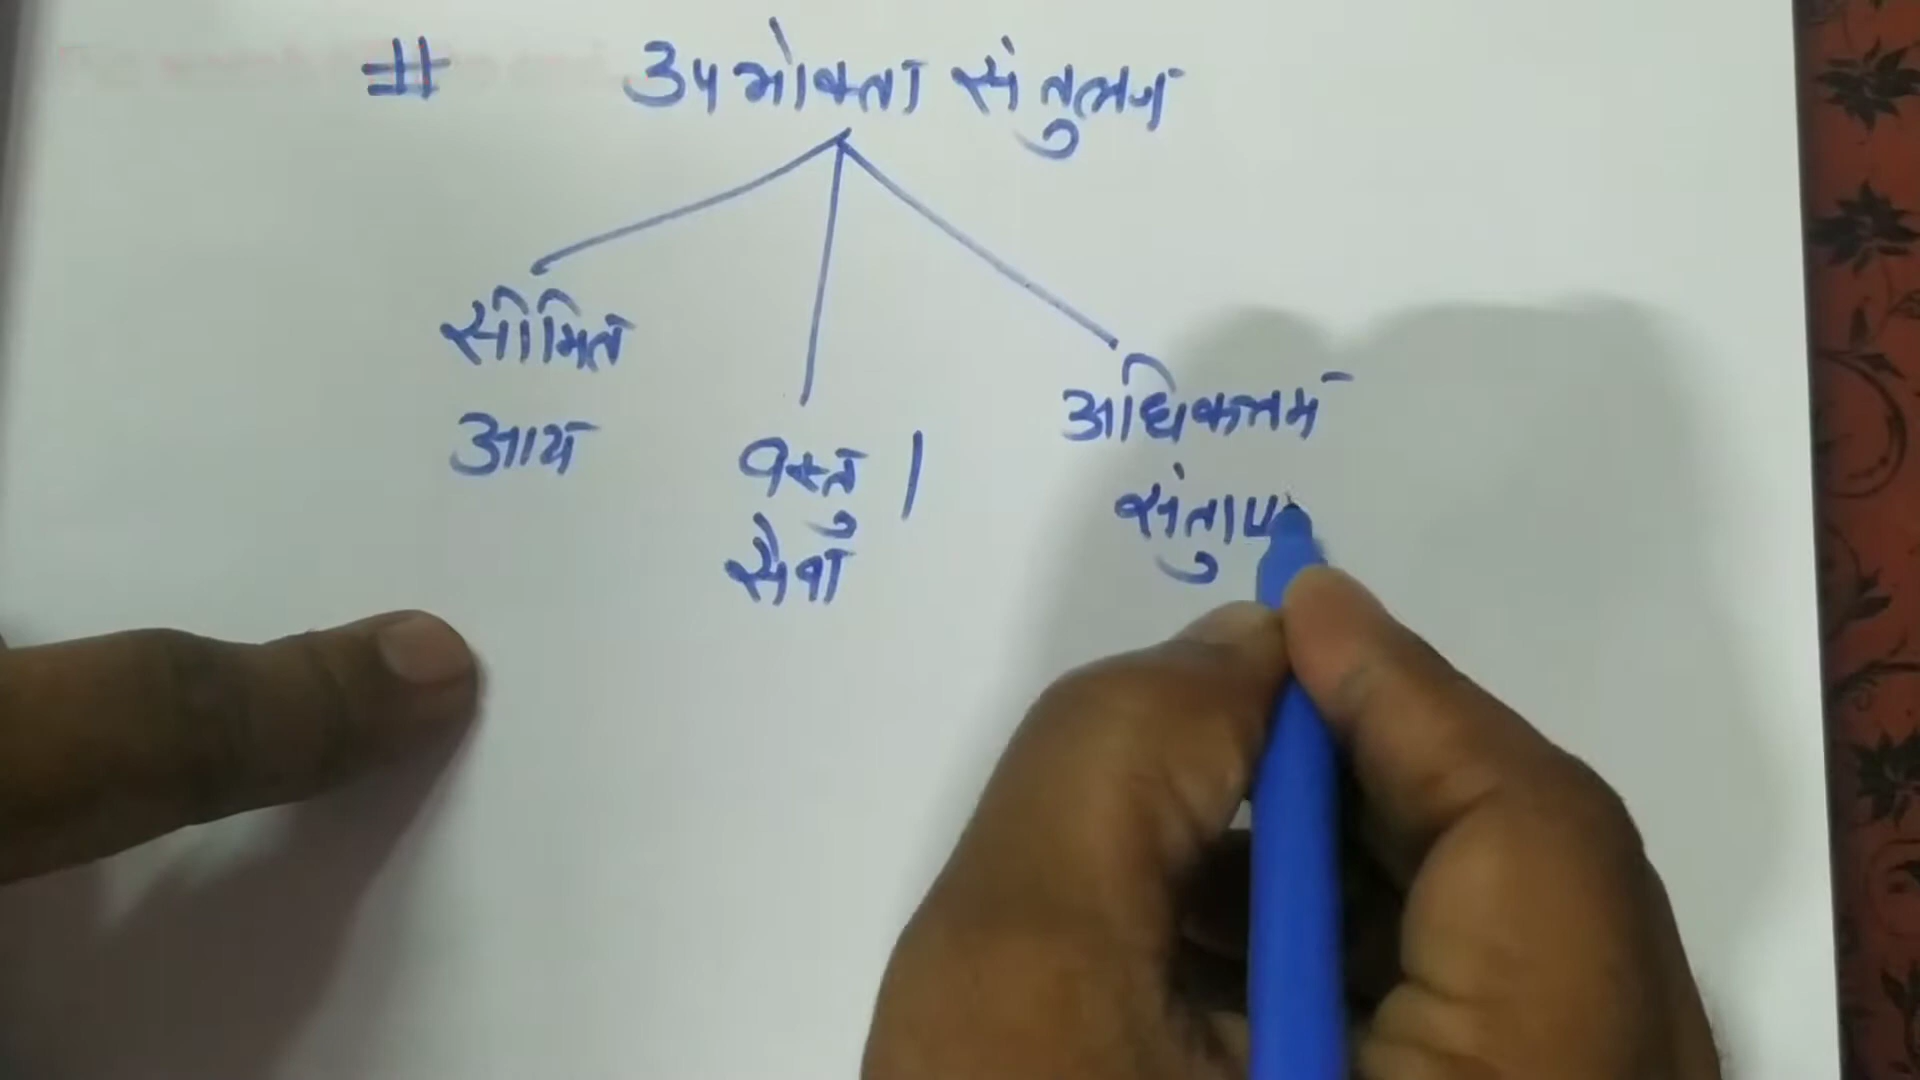 # उपभोक्ता संतुलन
सीमित
आय
वस्तु /
सेवा
अधिकतम